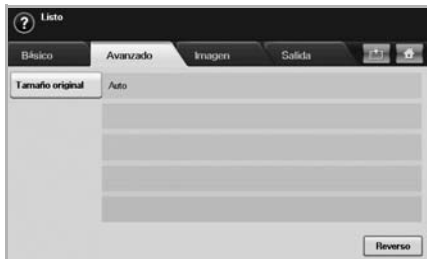 ? Listo
Básico Avanzado Imagen Salida
Tamaño original Auto
Reverso